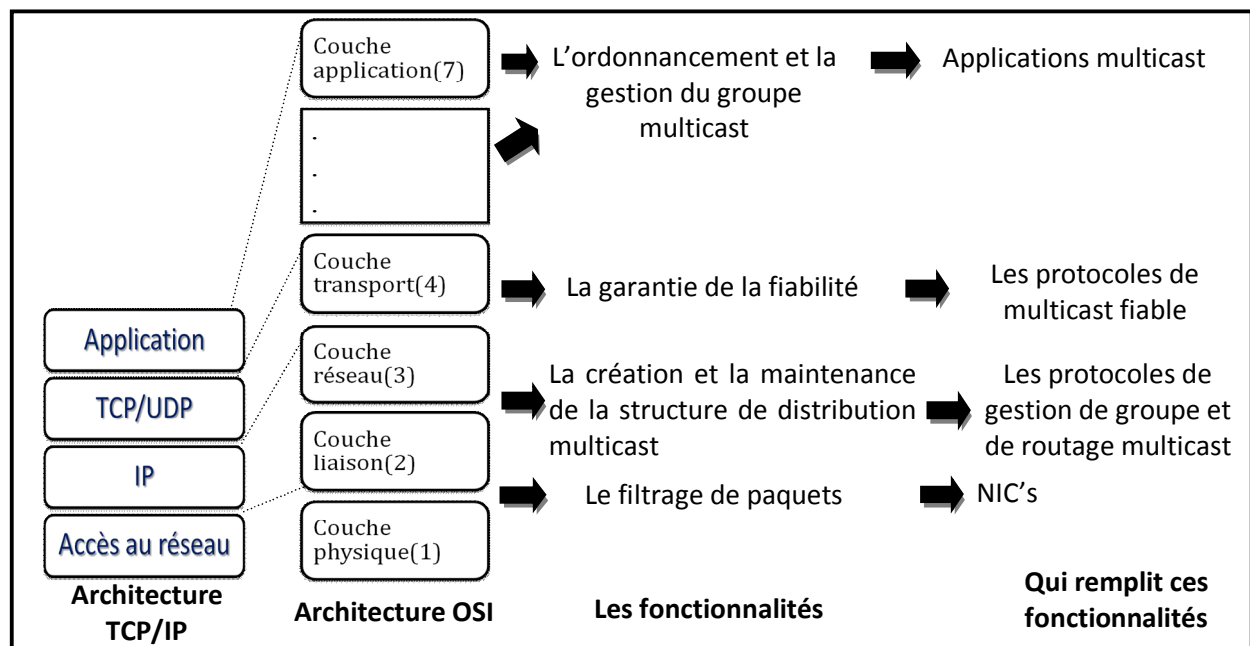 Couche
application(7)
L’ordonnancement et la
gestion du groupe
multicast
Applications multicast
.
.
.
Couche
transport(4)
La garantie de la fiabilité
Les protocoles de
multicast fiable
Application
TCP/UDP
IP
Accès au réseau
Couche
réseau(3)
La création et la maintenance
de la structure de distribution
multicast
Les protocoles de
gestion de groupe et
de routage multicast
Couche
liaison(2)
Le filtrage de paquets
NIC’s
Couche
physique(1)
Architecture
TCP/IP
Architecture OSI
Les fonctionnalités
Qui remplit ces
fonctionnalités